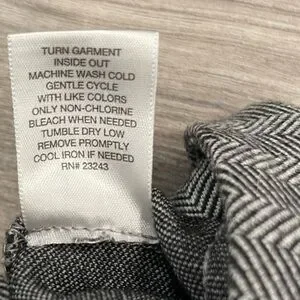 TURN GARMENT
INSIDE OUT
MACHINE WASH COLD
GENTLE CYCLE
WITH LIKE COLORS
ONLY NON-CHLORINE
BLEACH WHEN NEEDED
TUMBLE DRY LOW
REMOVE PROMPTLY
COOL IRON IF NEEDED
RN# 23243